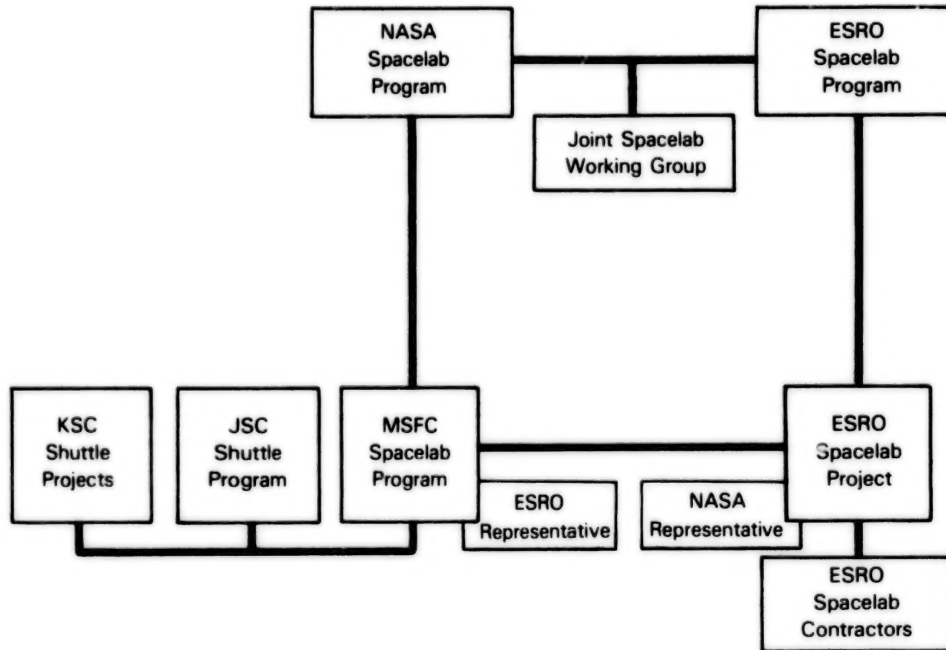 NASA
Spacelab
Program
ESRO
Spacelab
Program
Joint Spacelab
Working Group
KSC
Shuttle
Projects
JSC
Shuttle
Program
MSFC
Spacelab
Program
ESRO
Representative
NASA
Representative
ESRO
Spacelab
Project
ESRO
Spacelab
Contractors